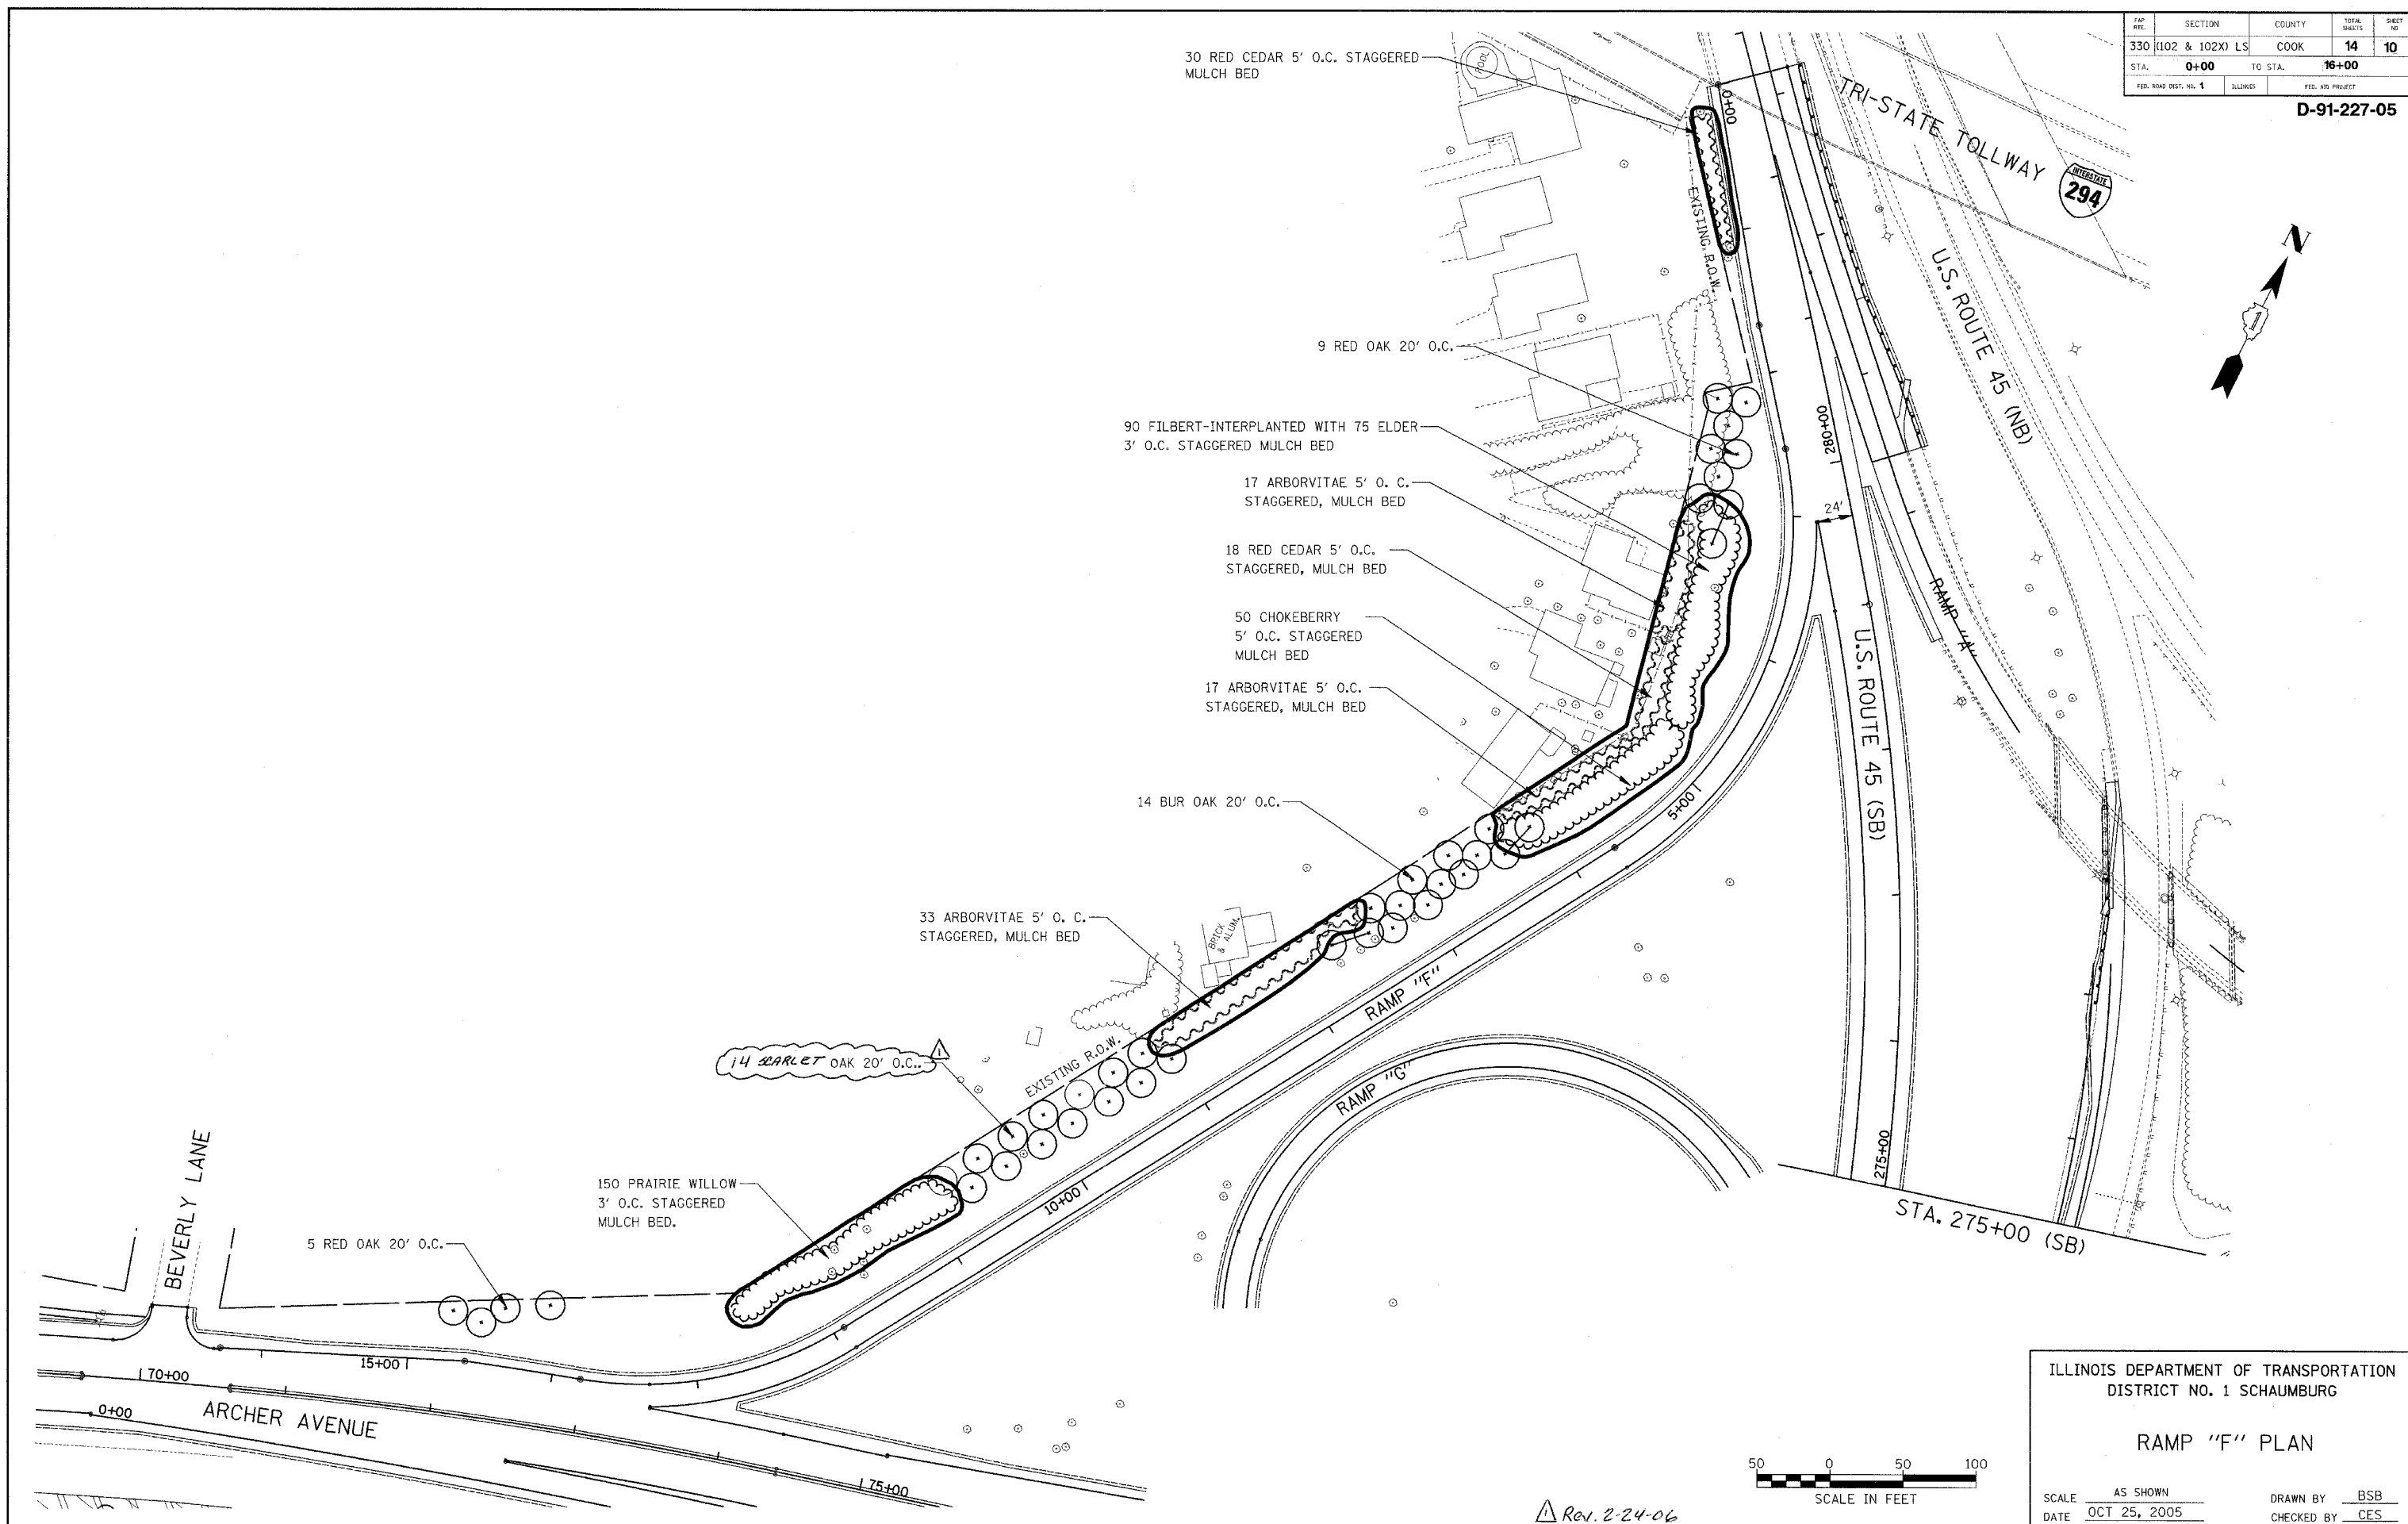 FAP RTE.
SECTION
COUNTY
TOTAL SHEETS
SHEET NO
330
(102 & 102X) LS
COOK
14
10
STA. 0+00 TO STA. 16+00
FED. ROAD DIST. NO. 1
ILLINOIS
FED. AID PROJECT
D-91-227-05
30 RED CEDAR 5' O.C. STAGGERED
MULCH BED
POOL
0+00
TRI-STATE TOLLWAY
INTERSTATE
294
EXISTING R.O.W.
U.S. ROUTE 45 (NB)
N
1
9 RED OAK 20' O.C.
90 FILBERT-INTERPLANTED WITH 75 ELDER
3' O.C. STAGGERED MULCH BED
280+00
17 ARBORVITAE 5' O. C.
STAGGERED, MULCH BED
24'
18 RED CEDAR 5' O.C.
STAGGERED, MULCH BED
RAMP "A"
50 CHOKEBERRY
5' O.C. STAGGERED
MULCH BED
U.S. ROUTE 45 (SB)
17 ARBORVITAE 5' O.C.
STAGGERED, MULCH BED
14 BUR OAK 20' O.C.
5+00
33 ARBORVITAE 5' O. C.
STAGGERED, MULCH BED
BRICK
& ALUM.
RAMP "F"
14 SCARLET OAK 20' O.C..
1
EXISTING R.O.W.
RAMP "G"
275+00
150 PRAIRIE WILLOW
3' O.C. STAGGERED
MULCH BED.
10+00
STA. 275+00 (SB)
BEVERLY LANE
5 RED OAK 20' O.C.
15+00
70+00
0+00
ARCHER AVENUE
75+00
50 0 50 100
SCALE IN FEET
1 Rev. 2-24-06
ILLINOIS DEPARTMENT OF TRANSPORTATION
DISTRICT NO. 1 SCHAUMBURG
RAMP "F" PLAN
SCALE AS SHOWN
DRAWN BY BSB
DATE OCT 25, 2005
CHECKED BY CES